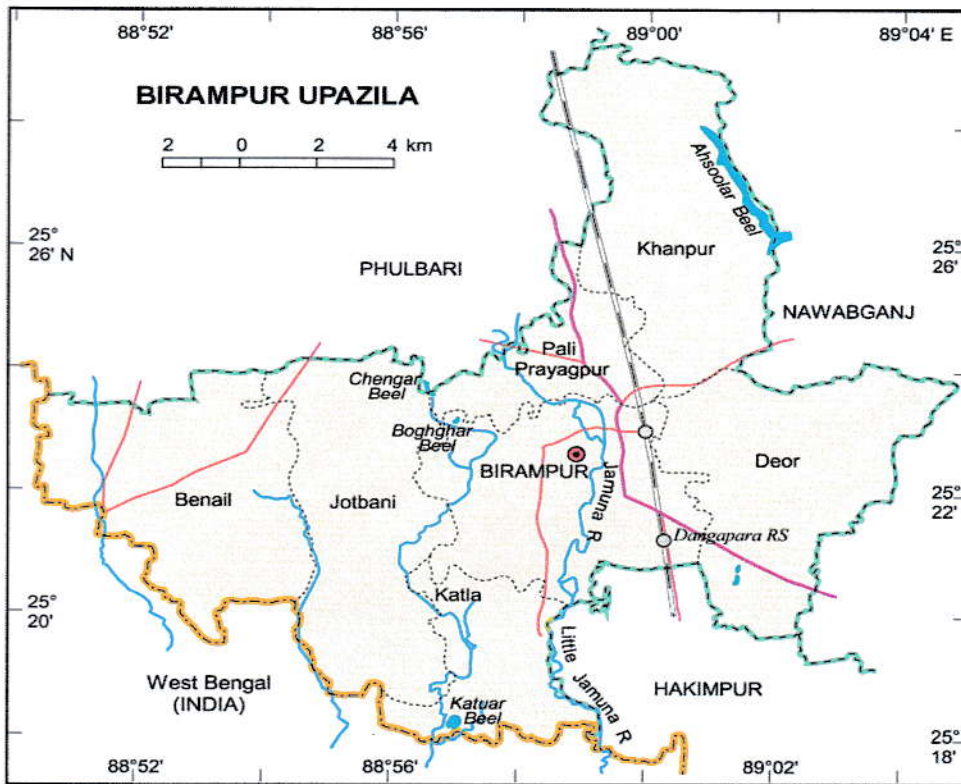 88°52'
88°56'
89°00'
89°04' E
BIRAMPUR UPAZILA
2 0 2 4 km
Ahsoolar Beel
25°
26' N
25°
26'
Khanpur
PHULBARI
NAWABGANJ
Pali
Prayagpur
Chengar
Beel
Boghghar
Beel
BIRAMPUR
Jamuna R
Deor
Benail
Jotbani
25°
22'
Dangapara RS
Katla
25°
20'
Little Jamuna R
West Bengal
(INDIA)
HAKIMPUR
Katuar
Beel
25°
18'
88°52'
88°56'
89°02'